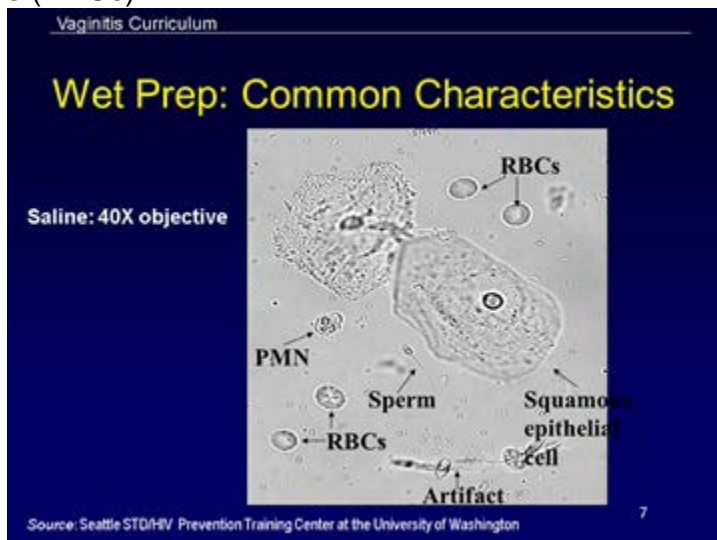 Vaginitis Curriculum
Wet Prep: Common Characteristics
Saline: 40X objective
RBCs
PMN
Sperm
Squamous
epithelial
cell
RBCs
Artifact
7
Source: Seattle STD/HIV Prevention Training Center at the University of Washington